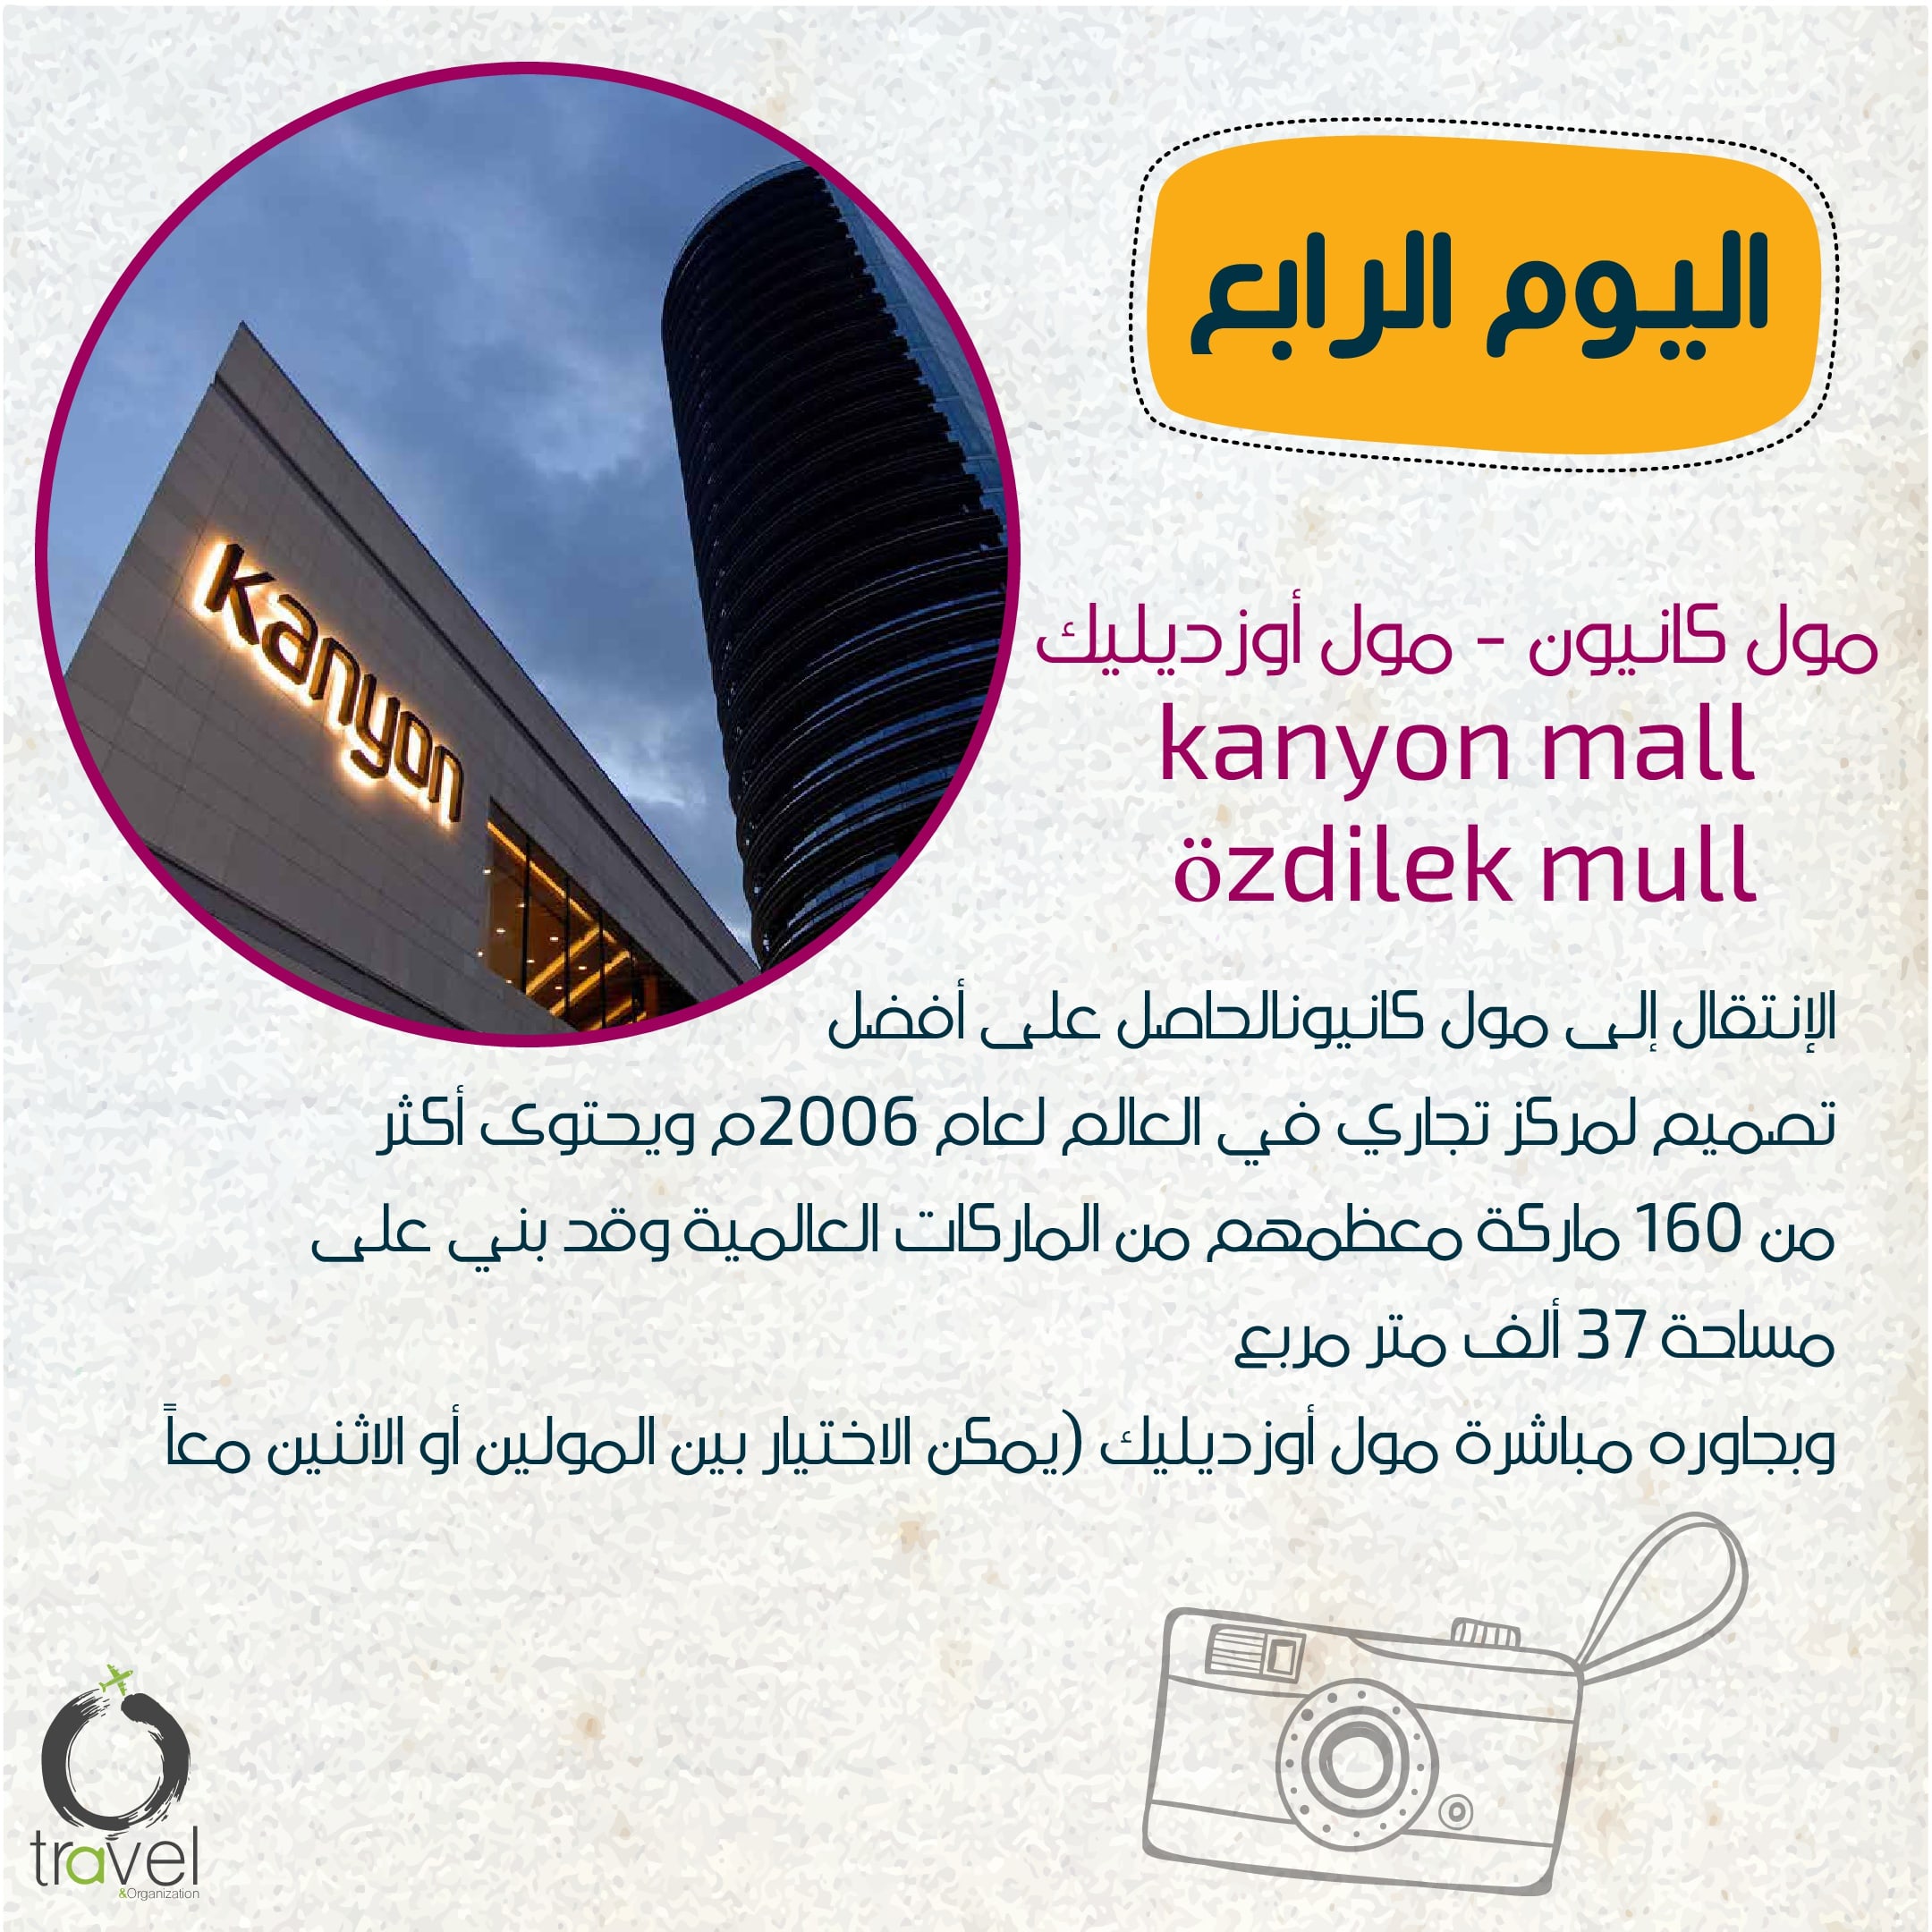 اليوم الرابع
kanyon
مول كانيون - مول أوزديليك
kanyon mall
özdilek mull
الإنتقال إلى مول كانيونالحاصل على أفضل
تصميم لمركز تجاري في العالم لعام 2006م ويحتوى أكثر
من 160 ماركة معظمهم من الماركات العالمية وقد بني على
مساحة 37 ألف متر مربع
وبجاوره مباشرة مول أوزديليك (يمكن الاختيار بين المولين أو الاثنين معاً
travel
&Organization